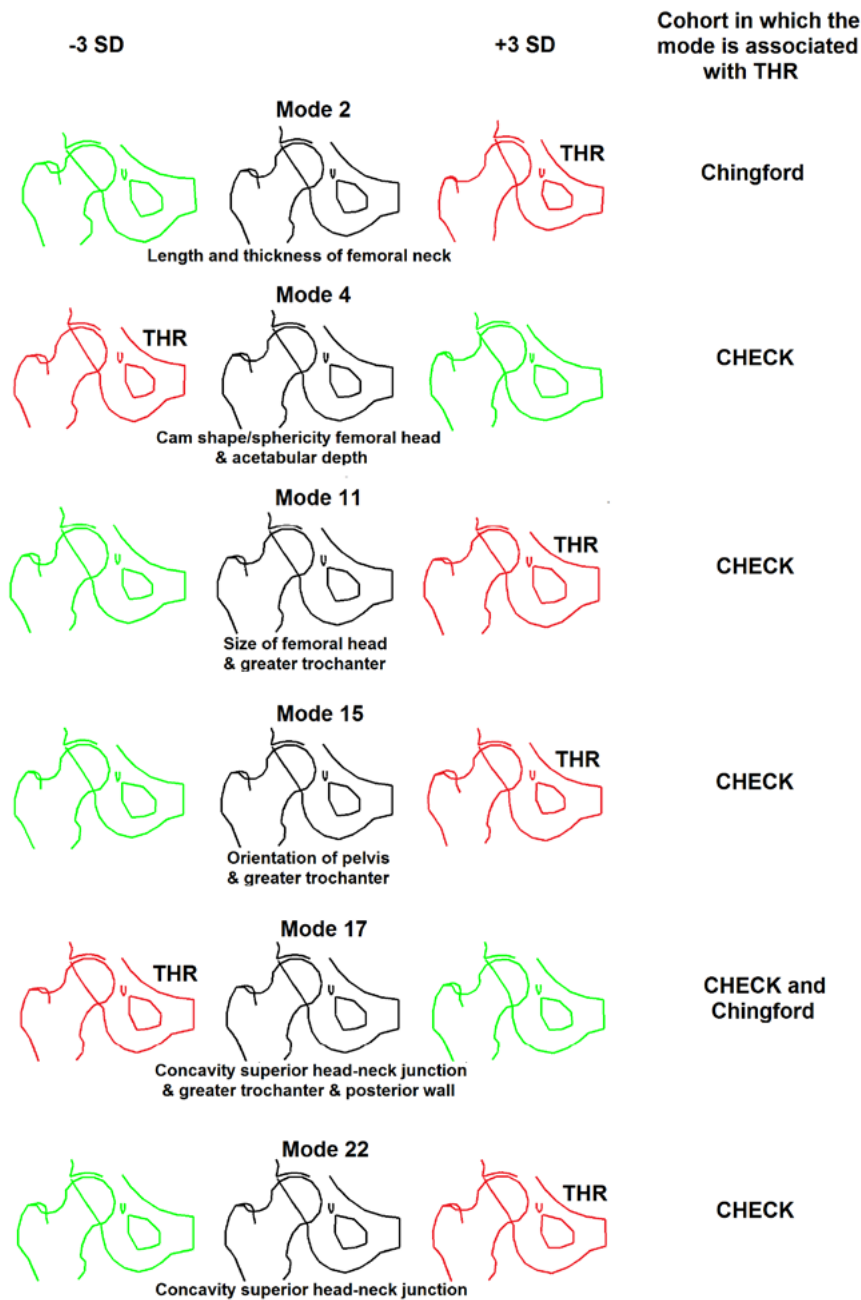 -3 SD
+3 SD
Cohort in which the
mode is associated
with THR
Mode 2
THR
Chingford
Length and thickness of femoral neck
Mode 4
THR
CHECK
Cam shape/sphericity femoral head
& acetabular depth
Mode 11
THR
CHECK
Size of femoral head
& greater trochanter
Mode 15
THR
CHECK
Orientation of pelvis
& greater trochanter
Mode 17
THR
CHECK and
Chingford
Concavity superior head-neck junction
& greater trochanter & posterior wall
Mode 22
THR
CHECK
Concavity superior head-neck junction